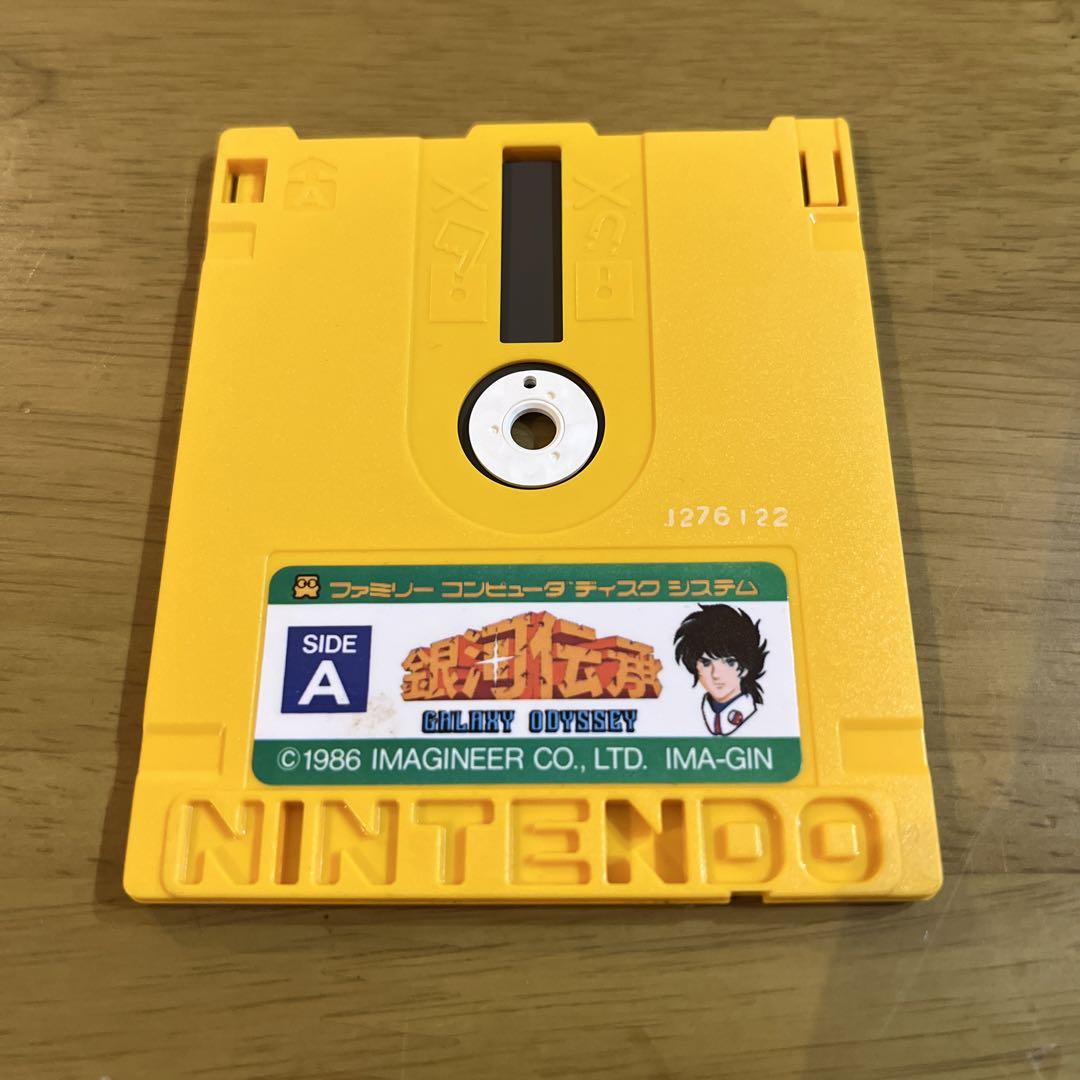 A
J276122
ファミリー コンピュータ ディスク システム
SIDE
A
銀河伝承
GALAXY ODYSSEY
©1986 IMAGINEER CO., LTD. IMA-GIN
NINTENDO